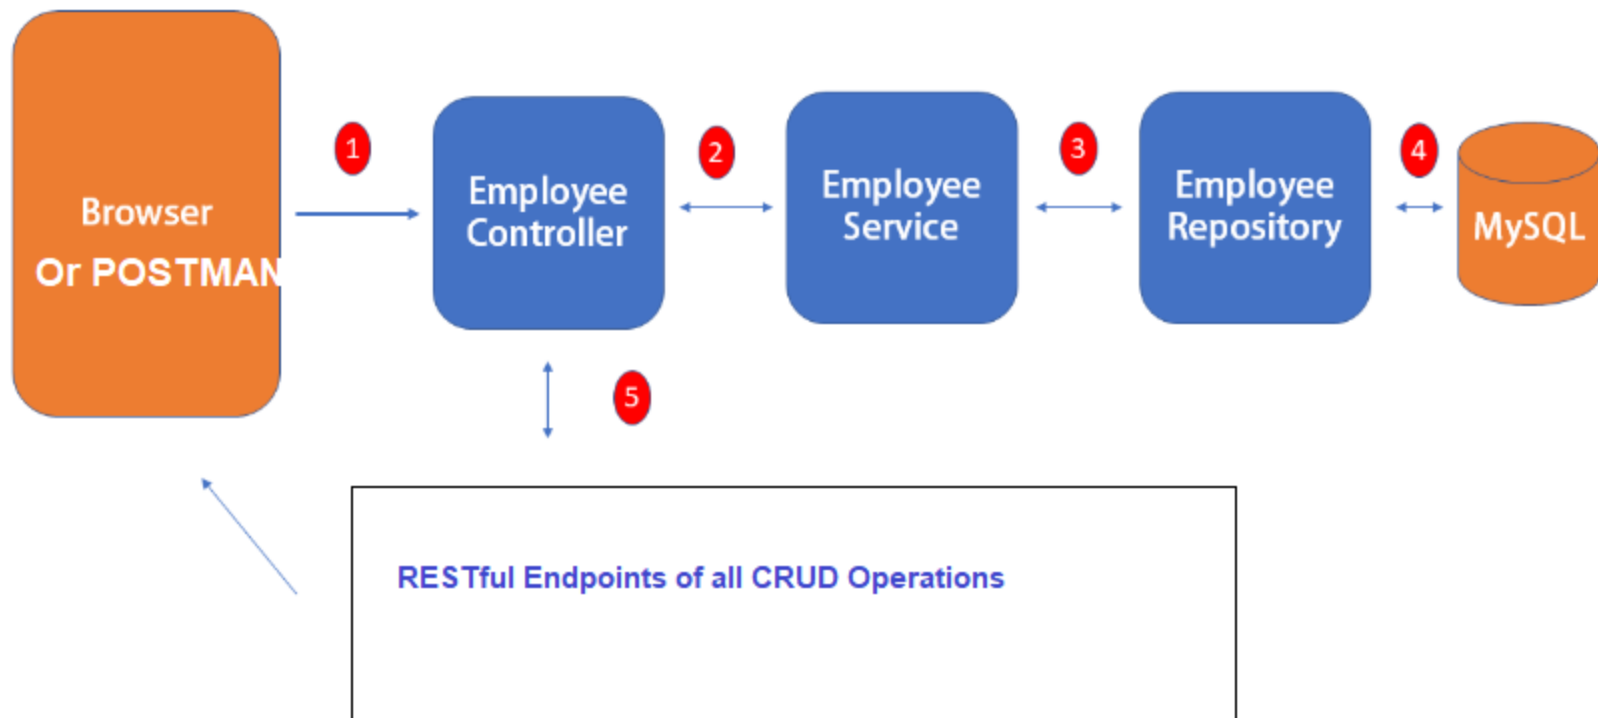 1
2
3
4
Browser
Or POSTMAN
Employee
Controller
Employee
Service
Employee
Repository
MySQL
5
RESTful Endpoints of all CRUD Operations